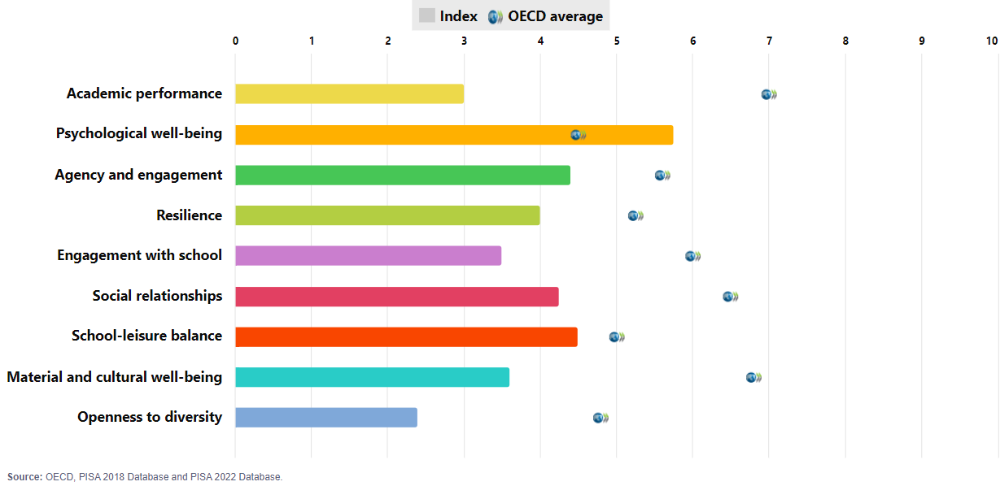 Index OECD average
0 1 2 3 4 5 6 7 8 9 10
Academic performance
Psychological well-being
Agency and engagement
Resilience
Engagement with school
Social relationships
School-leisure balance
Material and cultural well-being
Openness to diversity
Source: OECD, PISA 2018 Database and PISA 2022 Database.